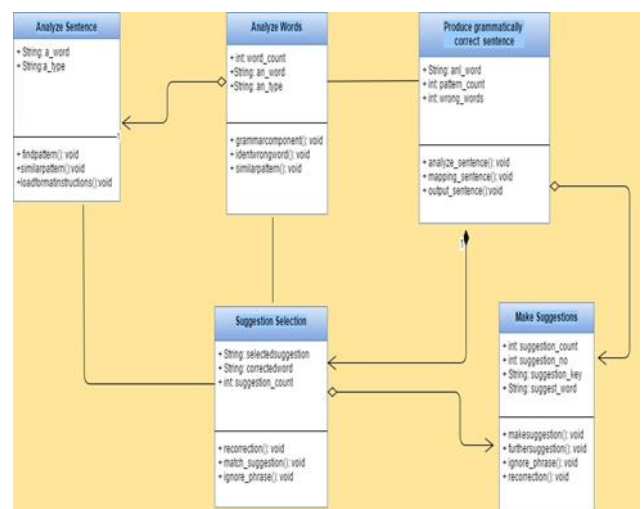 Analyze Sentence
+ String: a_word
+ String:a_type
1
+ findpattern(): void
+similarpattern():void
+loadformatinstructions():void
Analyze Words
+ int: word_count
+String: an_word
+String: an_type
+ grammarcomponent(): void
+ identwrongword(): void
+ similarpattern(): void
Produce grammatically
correct sentence
+ String: anl_word
+ int: pattern_count
+ int: wrong_words
+ analyze_sentence(): void
+ mapping_sentence(): void
+ output_sentence():void
1
Suggestion Selection
+ String: selectedsuggestion
+ String: correctedword
+ int: suggestion_count
+ recorrection(): void
+ match_suggestion(): void
+ ignore_phrase(): void
Make Suggestions
+ int: suggestion_count
+ int: suggestion_no
+ String: suggestion_key
+ String: suggest_word
+ makesuggestion(): void
+ furthersuggestion(): void
+ ignore_phrase(): void
+ recorrection(): void